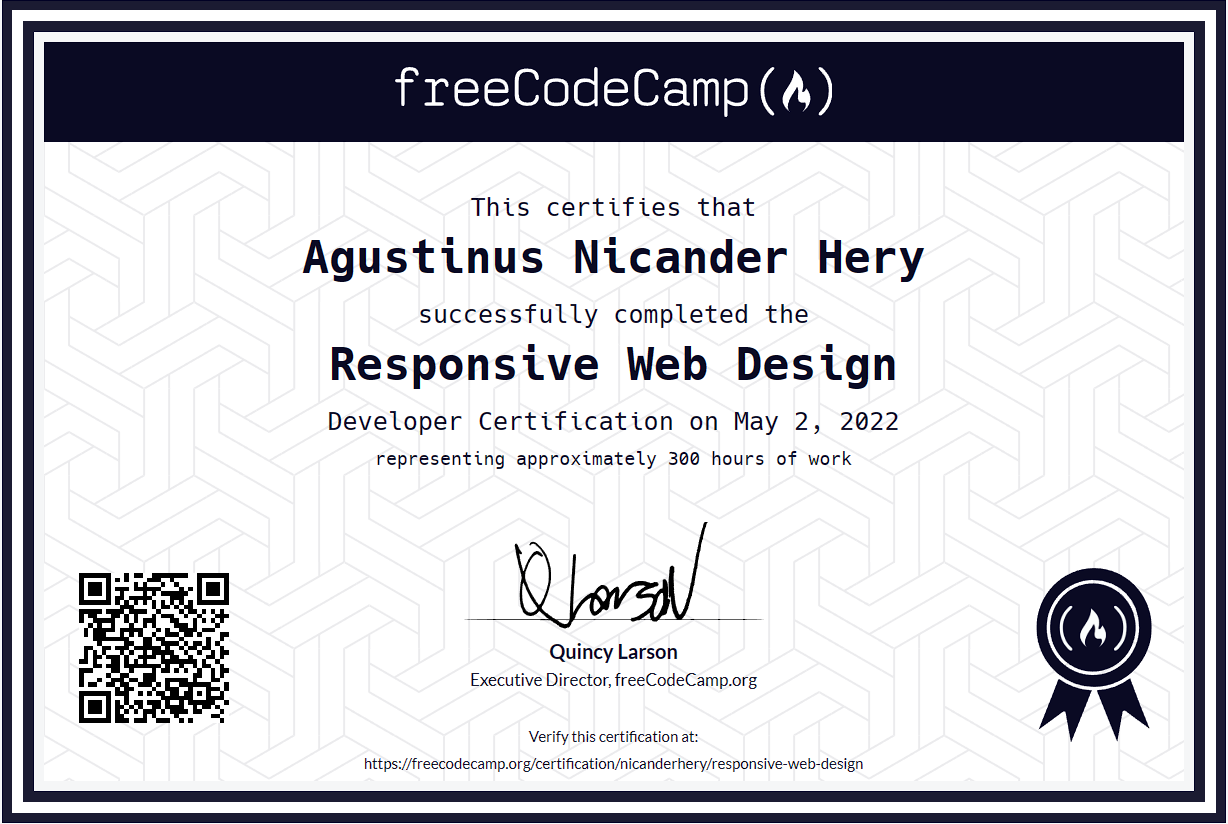 freeCodeCamp
This certifies that
Agustinus Nicander Hery
successfully completed the
Responsive Web Design
Developer Certification on May 2, 2022
representing approximately 300 hours of work
Q Larson
Quincy Larson
Executive Director, freeCodeCamp.org
Verify this certification at:
https://freecodecamp.org/certification/nicanderhery/responsive-web-design